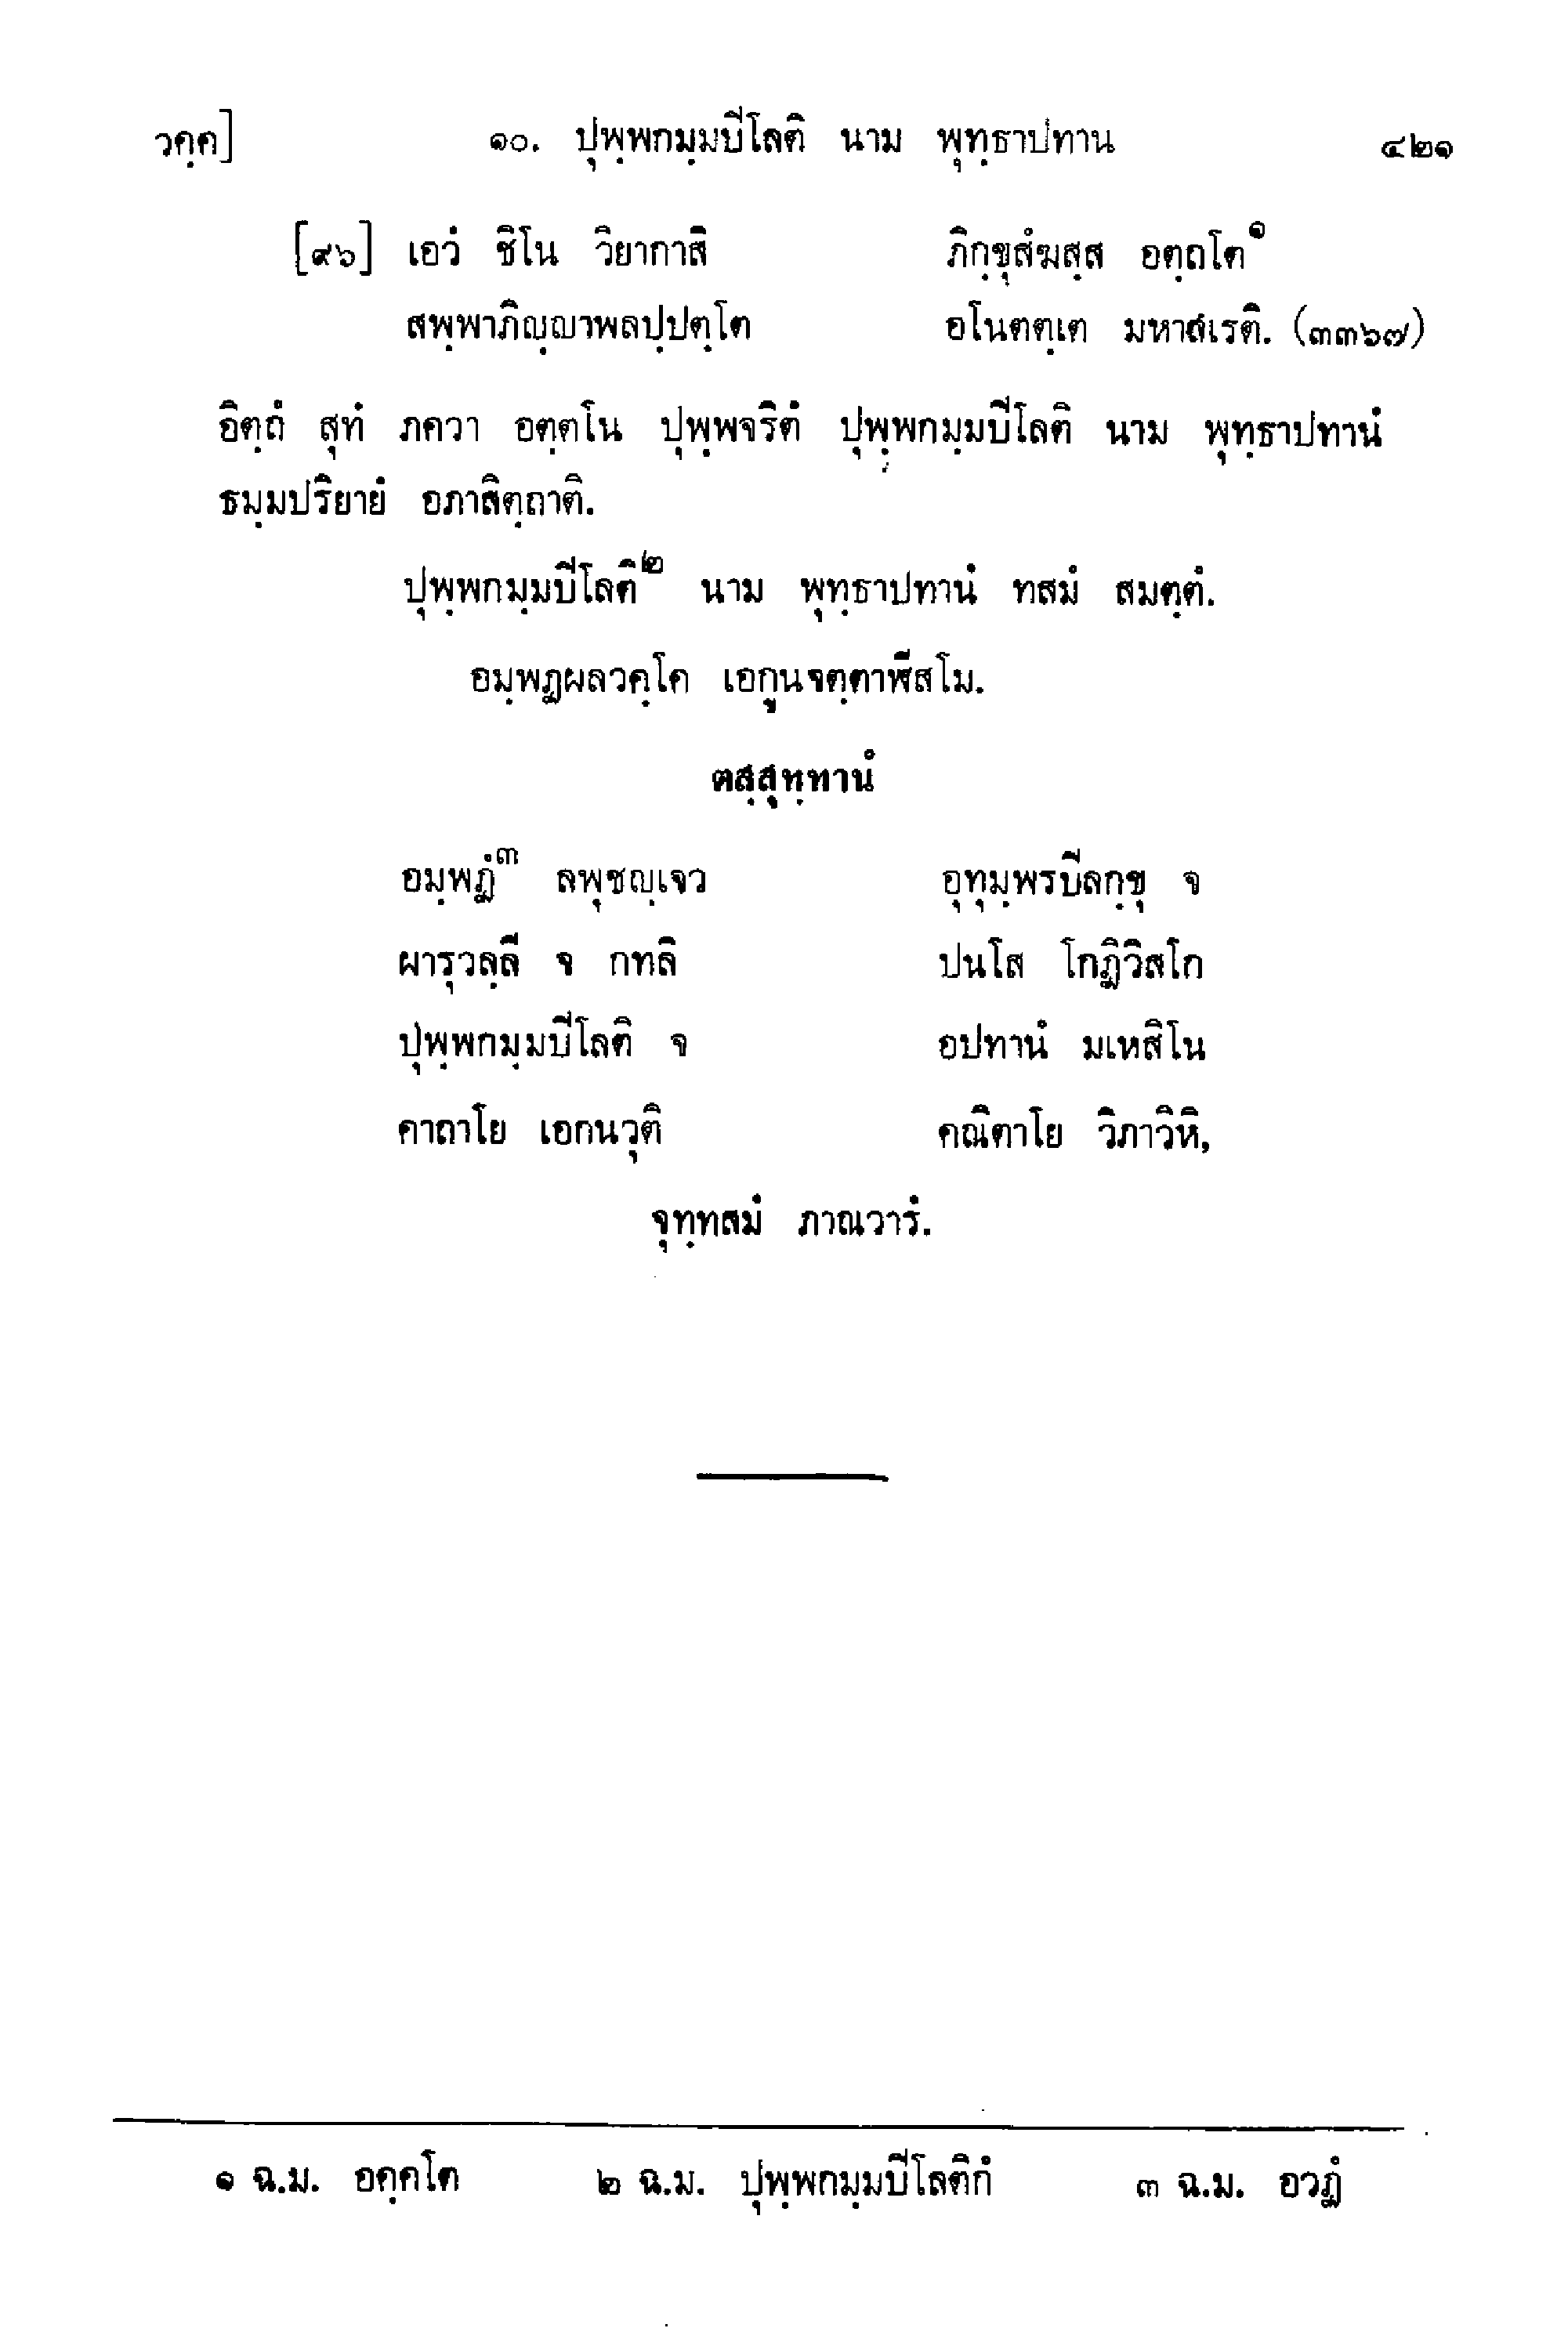 วคฺค] ๑๐. ปุพฺพกมฺมปีโลติ นาม พุทฺธาปทาน ๔๒๑
[๙๖] เอวํ ชิโน วิยากาสิ ภิกฺขุสํฆสฺส อตฺถโต๑
สพฺพาภิญฺญาพลปฺปตฺโต อโนตตฺเต มหาสเรติ. (๓๓๖๗)
อิตฺถํ สุทํ ภควา อตฺตโน ปุพฺพจริตํ ปุพฺพกมฺมปีโลติ นาม พุทฺธาปทานํ
ธมฺมปริยายํ อภาสิตฺถาติ.
ปุพฺพกมฺมปีโลติ๒ นาม พุทฺธาปทานํ ทสมํ สมตฺตํ.
อมฺพฏผลวคฺโค เอกูนจตฺตาฬีสโม.
ตสฺสุทฺทานํ
อมฺพฏํ๓ ลพุชญฺเจว อุทุมฺพรปีลกฺขุ จ
ผารุวลฺลี จ กทลิ ปนโส โกฏิวีสโก
ปุพฺพกมฺมปีโลติ จ อปทานํ มเหสิโน
คาถาโย เอกนวุติ คณิตาโย วิภาวิหิ,
จุทฺทสมํ ภาณวารํ.
๑ ฉ.ม. อคฺคโต ๒ ฉ.ม. ปุพฺพกมฺมปีโลติกํ ๓ ฉ.ม. อวฏํ